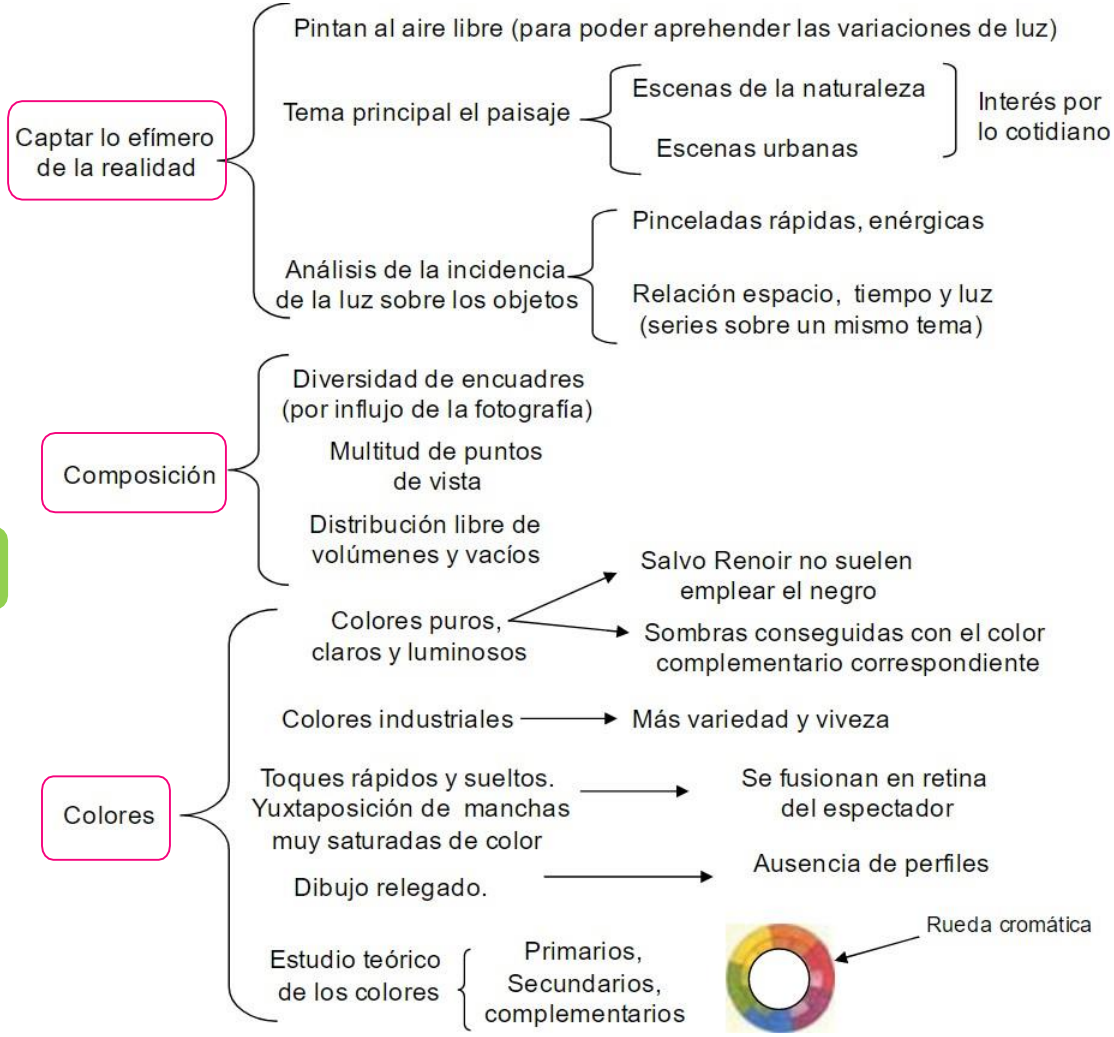 Pintan al aire libre (para poder aprehender las variaciones de luz)
Captar lo efímero
de la realidad
Tema principal el paisaje
Escenas de la naturaleza
Escenas urbanas
Interés por
lo cotidiano
Análisis de la incidencia
de la luz sobre los objetos
Pinceladas rápidas, enérgicas
Relación espacio, tiempo y luz
(series sobre un mismo tema)
Composición
Diversidad de encuadres
(por influjo de la fotografía)
Multitud de puntos
de vista
Distribución libre de
volúmenes y vacíos
Colores
Colores puros,
claros y luminosos
Salvo Renoir no suelen
emplear el negro
Sombras conseguidas con el color
complementario correspondiente
Colores industriales
Más variedad y viveza
Toques rápidos y sueltos.
Yuxtaposición de manchas
muy saturadas de color
Se fusionan en retina
del espectador
Dibujo relegado.
Ausencia de perfiles
Estudio teórico
de los colores
Primarios,
Secundarios,
complementarios
Rueda cromática